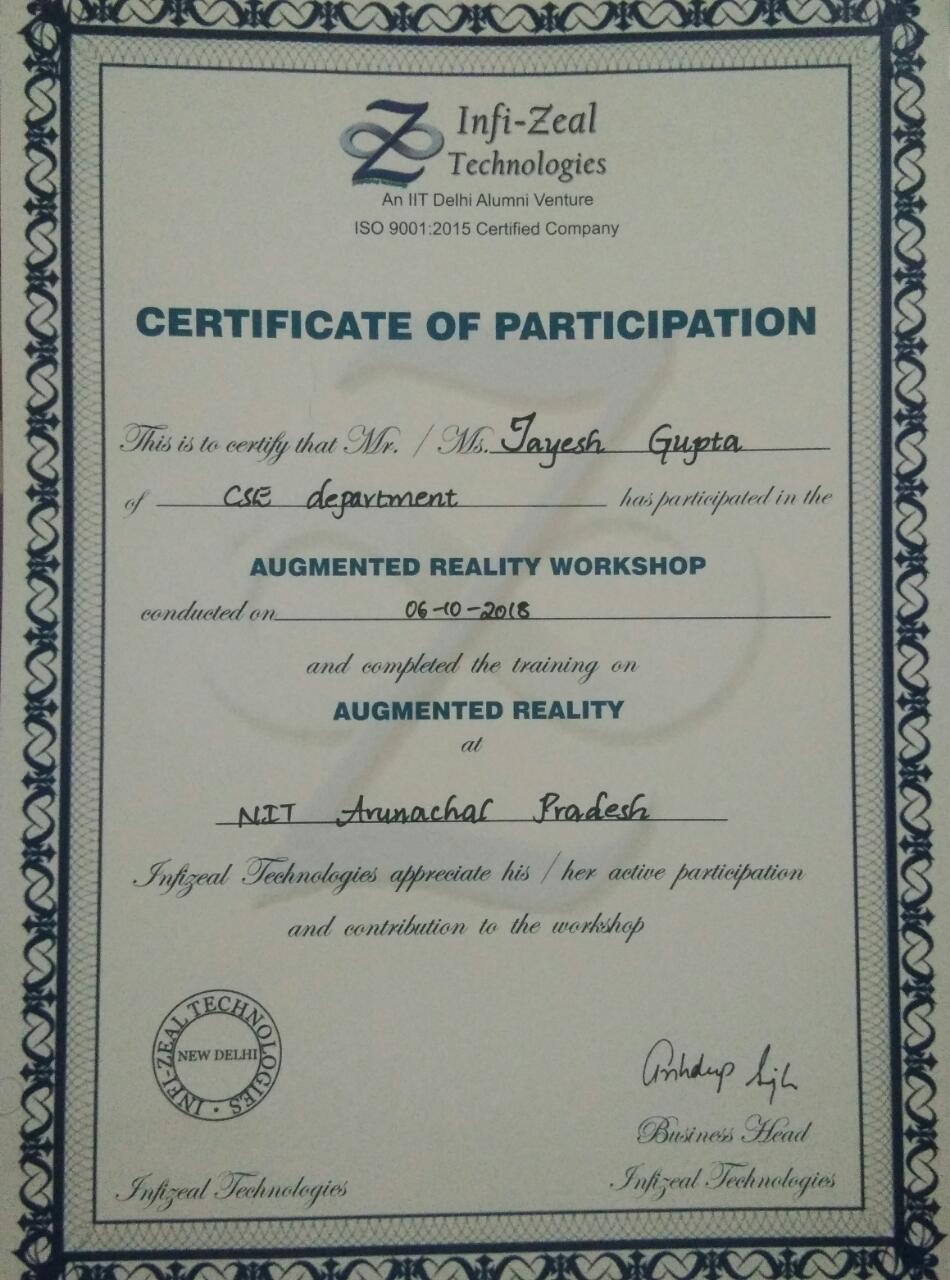 Infi-Zeal
Technologies
An IIT Delhi Alumni Venture
ISO 9001:2015 Certified Company
CERTIFICATE OF PARTICIPATION
This is to certify that Mr. / Ms. Jayesh Gupta
of CSE department has participated in the
AUGMENTED REALITY WORKSHOP
conducted on 06-10-2018
and completed the training on
AUGMENTED REALITY
at
NIT Arunachal Pradesh
Infizeal Technologies appreciate his / her active participation
and contribution to the workshop
INFI-ZEAL TECHNOLOGIES
NEW DELHI
Business Head
Infizeal Technologies
Infizeal Technologies